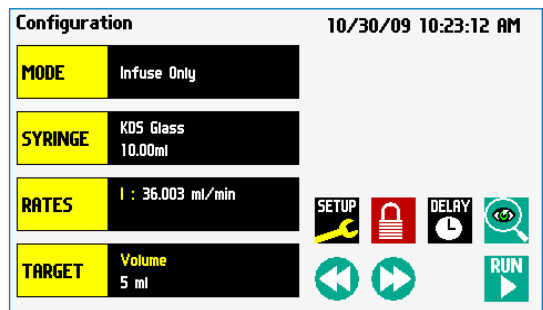 Configuration 10/30/09 10:23:12 AM
MODE Infuse Only
SYRINGE KDS Glass
10.00ml
RATES I : 36.003 ml/min
SETUP DELAY
TARGET Volume
5 ml
RUN